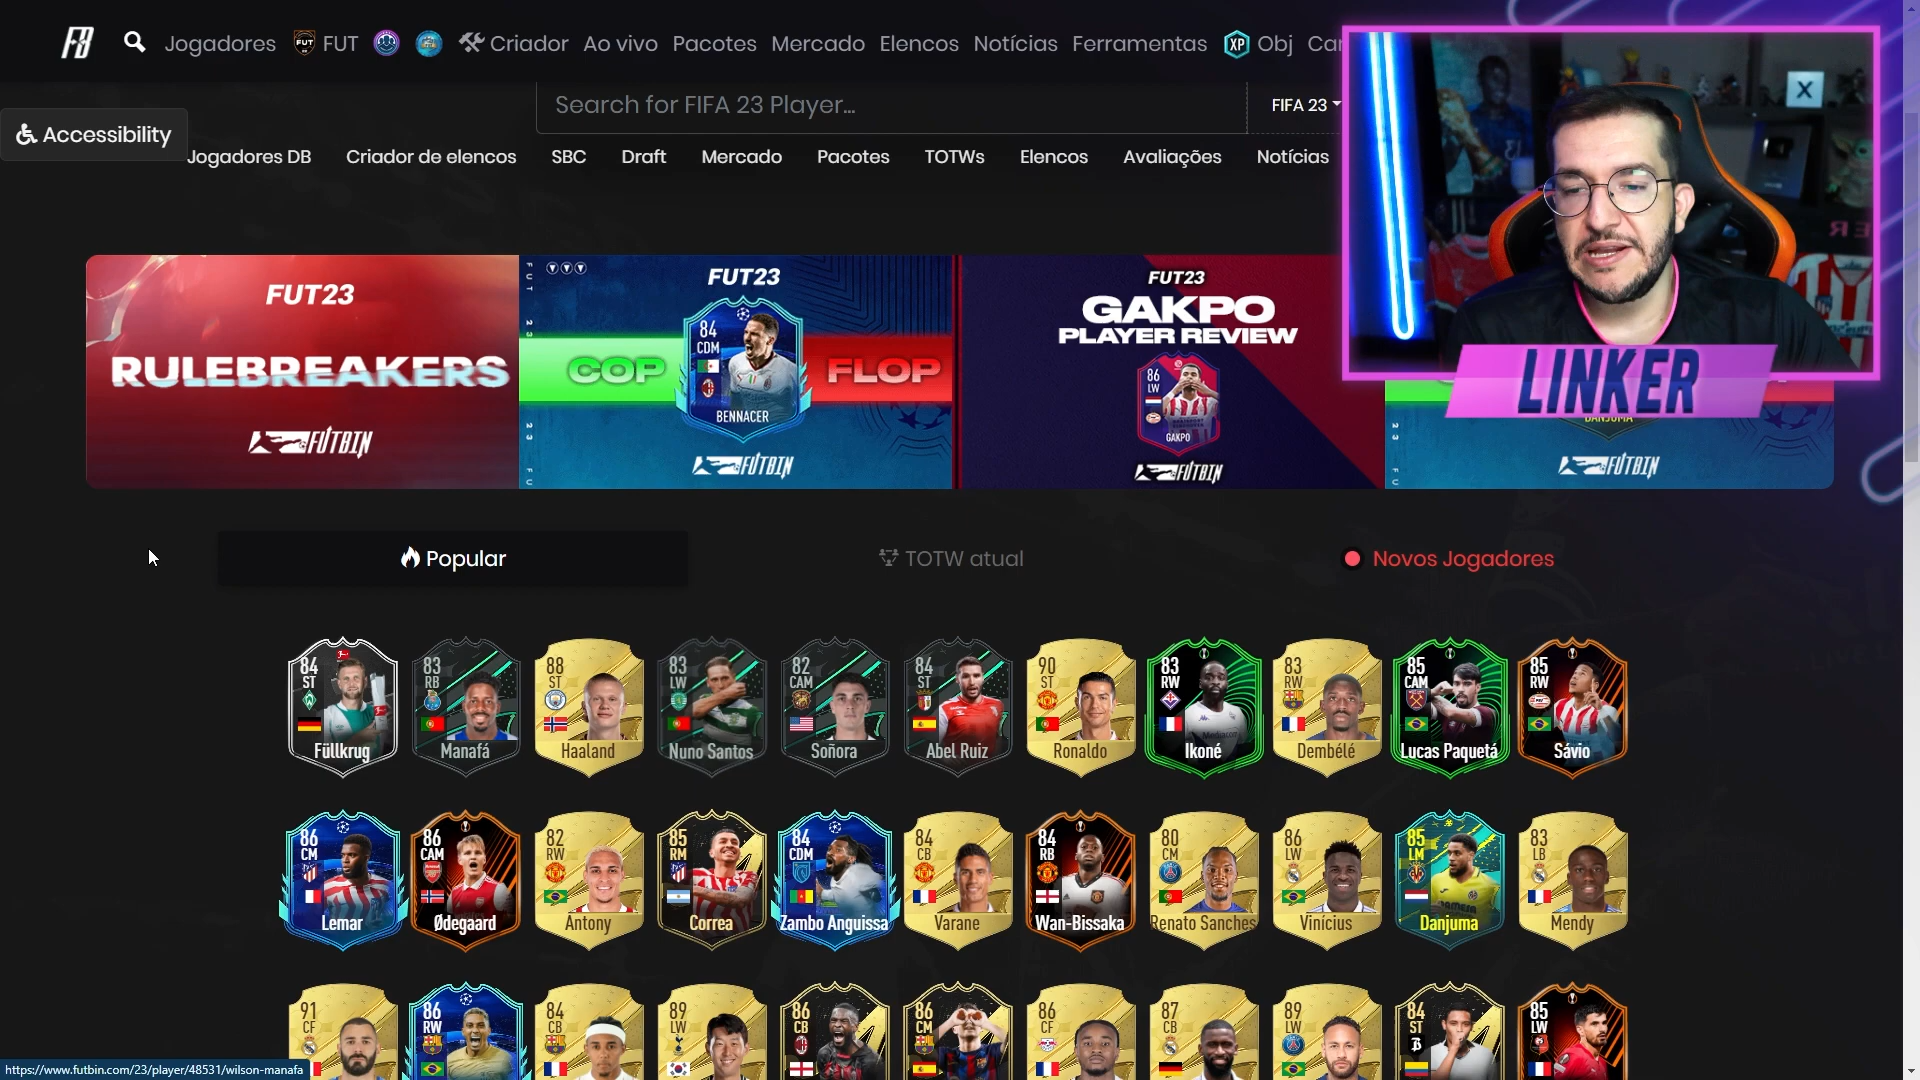 Jogadores FUT Criador Ao vivo Pacotes Mercado Elencos Notícias Ferramentas XP Obj Car
Search for FIFA 23 Player...
FIFA 23
X
Accessibility
Jogadores DB Criador de elencos SBC Draft Mercado Pacotes TOTWs Elencos Avaliações Notícias
FUT23
RULEBREAKERS
FUTBIN
FUT23
84
CDM
COP FLOP
BENNACER
FUTBIN
FUT23
GAKPO
PLAYER REVIEW
86
LW
GAKPO
FUTBIN
DANJUMA
FUTBIN
LINKER
Popular TOTW atual Novos Jogadores
84 83 88 83 82 84 90 83 83 85 85
ST RB ST LW CAM ST ST RW RW CAM RW
Füllkrug Manafá Haaland Nuno Santos Soñora Abel Ruiz Ronaldo Ikoné Dembélé Lucas Paquetá Sávio
86 86 82 85 84 84 84 80 86 85 83
CM CAM RW RM CDM CB RB CM LW LM LB
Lemar Ødegaard Antony Correa Zambo Anguissa Varane Wan-Bissaka Renato Sanches Vinícius Danjuma Mendy
91 86 84 89 86 86 86 87 89 84 85
CF RW CB LW CB CM CF CB LW ST LW
https://www.futbin.com/23/player/48531/wilson-manafa